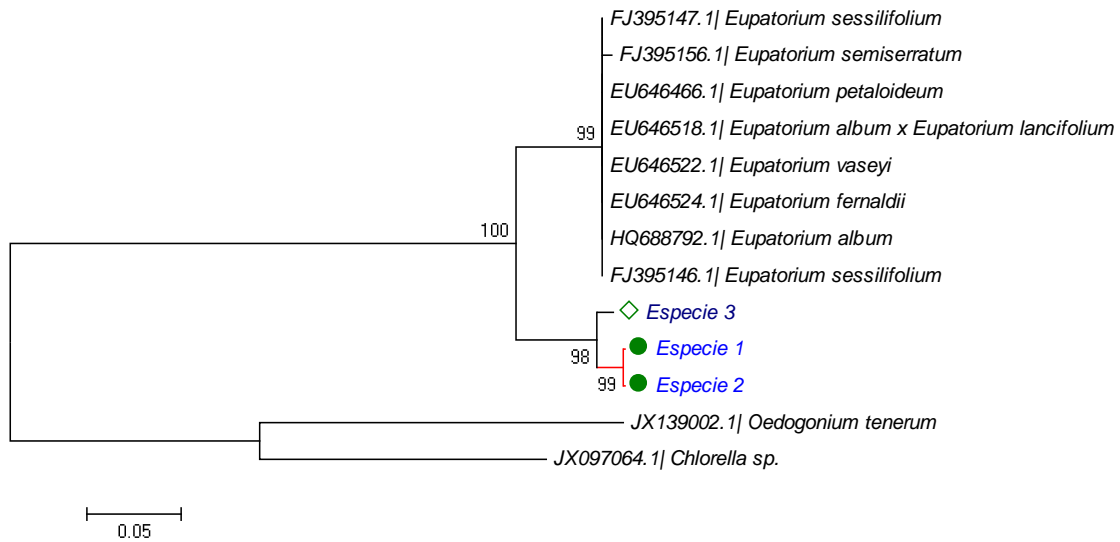 FJ395147.1| Eupatorium sessilifolium
FJ395156.1| Eupatorium semiserratum
EU646466.1| Eupatorium petaloideum
99
EU646518.1| Eupatorium album x Eupatorium lancifolium
EU646522.1| Eupatorium vaseyi
EU646524.1| Eupatorium fernaldii
100
HQ688792.1| Eupatorium album
FJ395146.1| Eupatorium sessilifolium
Especie 3
Especie 1
98
99
Especie 2
JX139002.1| Oedogonium tenerum
JX097064.1| Chlorella sp.
0.05